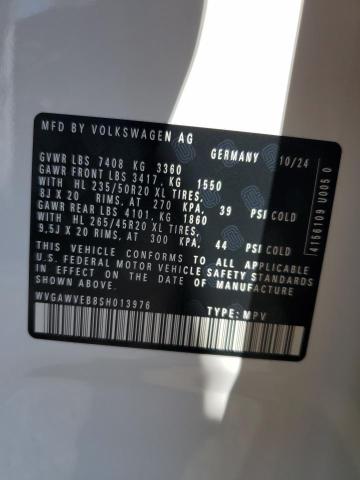 MFD BY VOLKSWAGEN AG
GERMANY 10/24
GVWR LBS 7408 KG 3360
GAWR FRONT LBS 3417 KG 1550
WITH HL 235/50R20 XL TIRES,
8J X 20 RIMS, AT 270 KPA, 39 PSI COLD
GAWR REAR LBS 4101 KG 1860
WITH HL 265/45R20 XL TIRES,
9,5J X 20 RIMS, AT 300 KPA, 44 PSI COLD
THIS VEHICLE CONFORMS TO ALL APPLICABLE
U.S. FEDERAL MOTOR VEHICLE SAFETY STANDARDS
IN EFFECT ON THE DATE OF MANUFACTURE
SHOWN ABOVE.
WVGAWVEB8SH013976 TYPE: MPV
4156109 U005 0